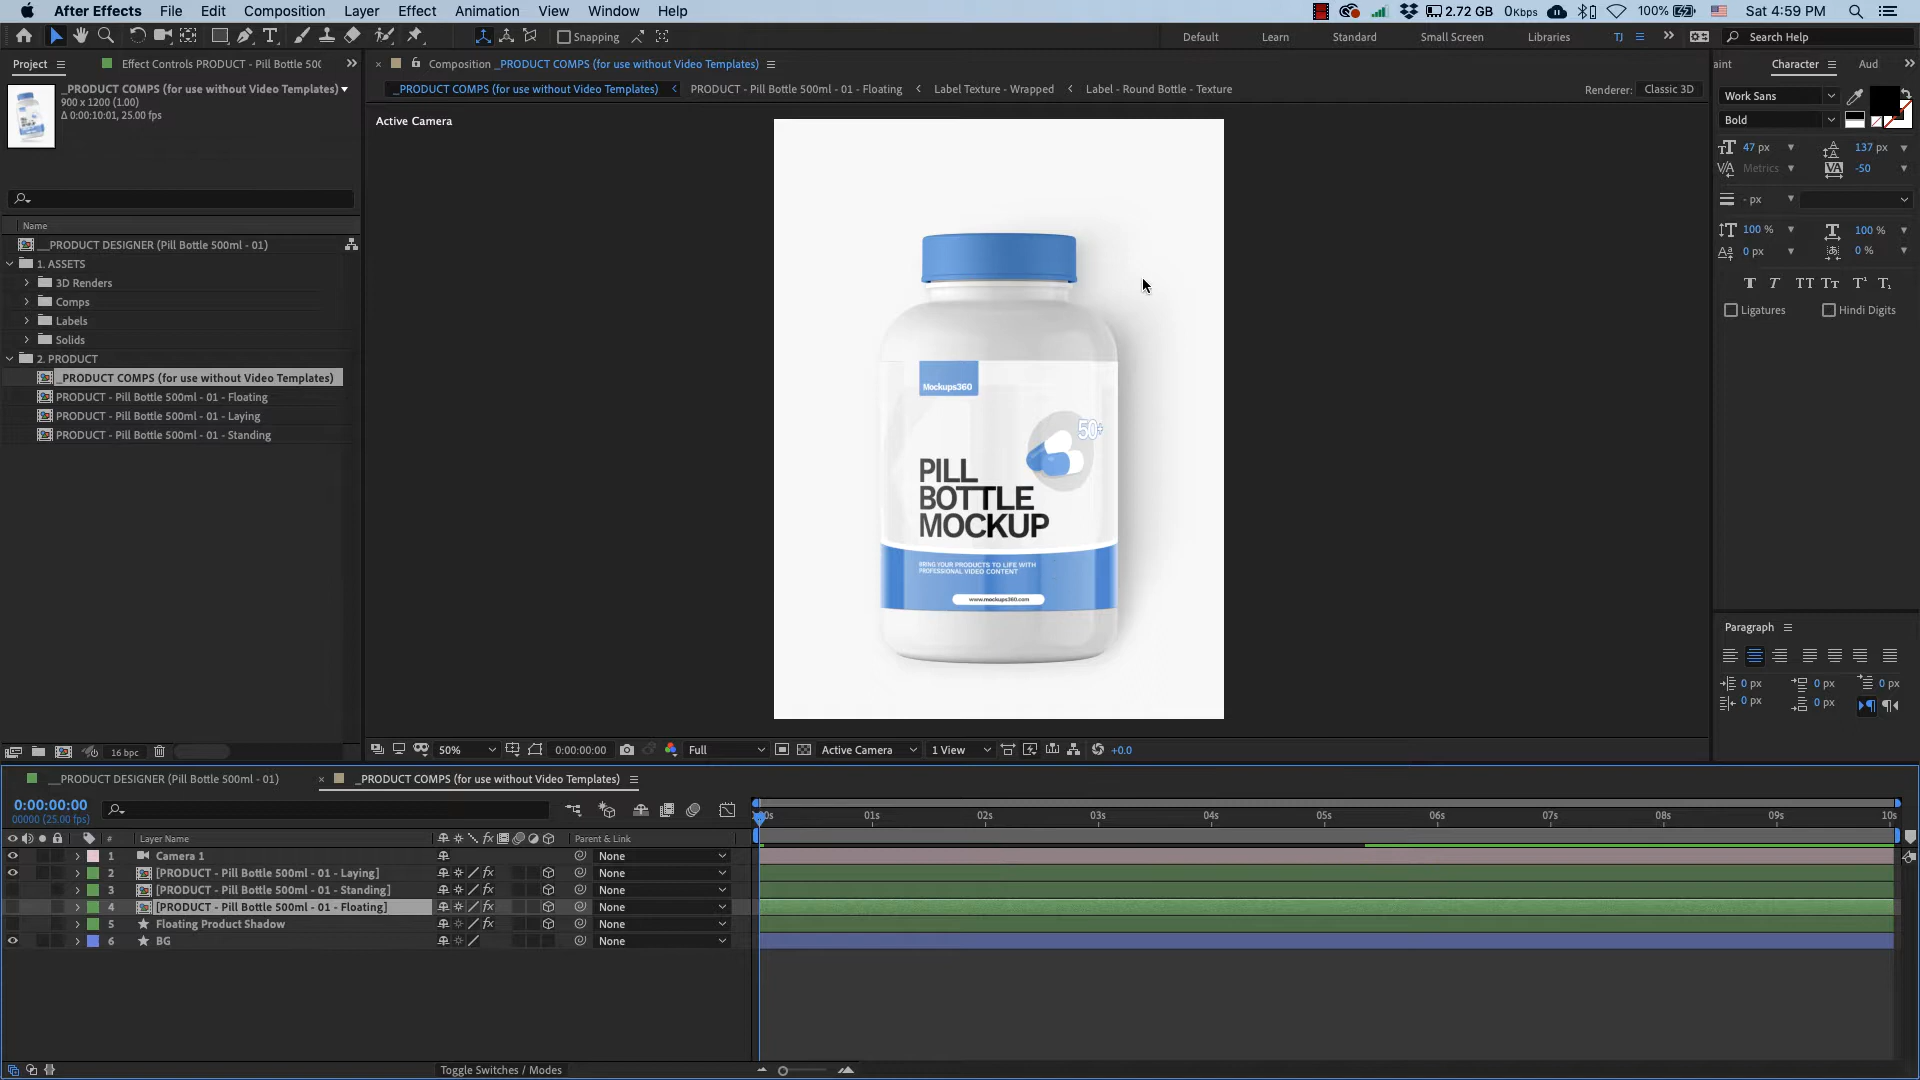 After Effects File Edit Composition Layer Effect Animation View Window Help
2.72 GB 0Kbps 100% Sat 4:59 PM
Snapping
Default Learn Standard Small Screen Libraries TJ Search Help
Project Effect Controls PRODUCT - Pill Bottle 50(
_PRODUCT COMPS (for use without Video Templates)
900 x 1200 (1.00)
Δ 0:00:10:01, 25.00 fps
Name
__PRODUCT DESIGNER (Pill Bottle 500ml - 01)
1. ASSETS
3D Renders
Comps
Labels
Solids
2. PRODUCT
_PRODUCT COMPS (for use without Video Templates)
PRODUCT - Pill Bottle 500ml - 01 - Floating
PRODUCT - Pill Bottle 500ml - 01 - Laying
PRODUCT - Pill Bottle 500ml - 01 - Standing
16 bpc
Composition _PRODUCT COMPS (for use without Video Templates)
_PRODUCT COMPS (for use without Video Templates) PRODUCT - Pill Bottle 500ml - 01 - Floating Label Texture - Wrapped Label - Round Bottle - Texture
Renderer: Classic 3D
Active Camera
Mockups360
50+
PILL
BOTTLE
MOCKUP
BRING YOUR PRODUCTS TO LIFE WITH
PROFESSIONAL VIDEO CONTENT
www.mockups360.com
50% 0:00:00:00 Full Active Camera 1 View +0.0
aint Character Aud
Work Sans
Bold
47 px 137 px
Metrics -50
- px
100 % 100 %
0 px 0 %
Ligatures Hindi Digits
Paragraph
0 px 0 px 0 px
0 px 0 px
__PRODUCT DESIGNER (Pill Bottle 500ml - 01) _PRODUCT COMPS (for use without Video Templates)
0:00:00:00
00000 (25.00 fps)
00s 01s 02s 03s 04s 05s 06s 07s 08s 09s 10s
# Layer Name Parent & Link
1 Camera 1 None
2 [PRODUCT - Pill Bottle 500ml - 01 - Laying] None
3 [PRODUCT - Pill Bottle 500ml - 01 - Standing] None
4 [PRODUCT - Pill Bottle 500ml - 01 - Floating] None
5 Floating Product Shadow None
6 BG None
Toggle Switches / Modes